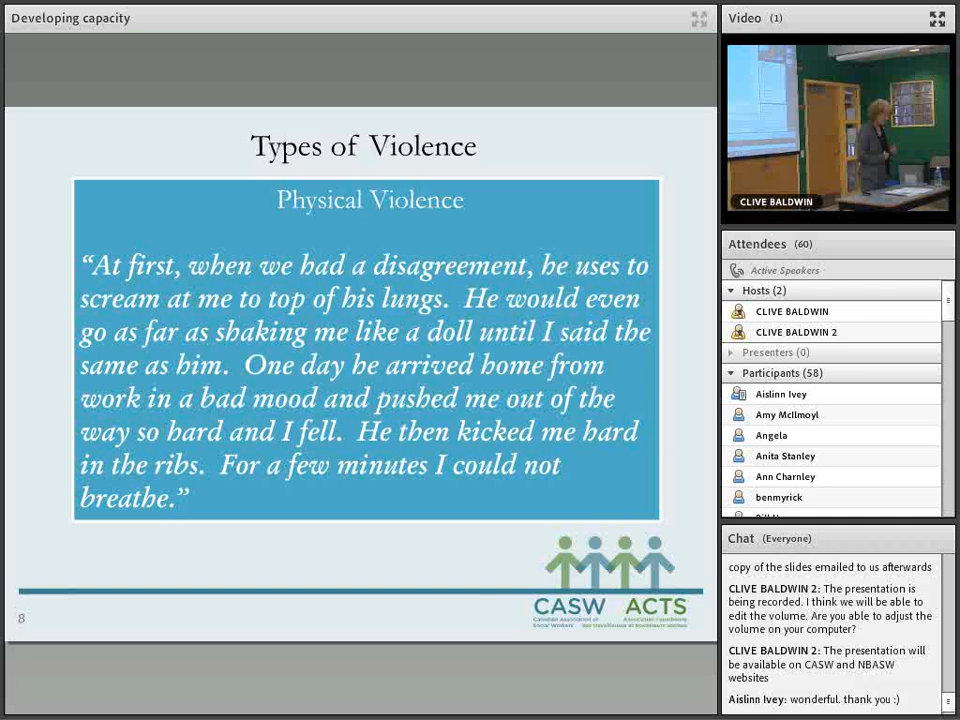 Developing capacity
Types of Violence
Physical Violence
“At first, when we had a disagreement, he uses to
scream at me to top of his lungs.  He would even
go as far as shaking me like a doll until I said the
same as him.  One day he arrived home from
work in a bad mood and pushed me out of the
way so hard and I fell.  He then kicked me hard
in the ribs.  For a few minutes I could not
breathe.”
CASW ACTS
8
Video (1)
CLIVE BALDWIN
Attendees (60)
Active Speakers
Hosts (2)
CLIVE BALDWIN
CLIVE BALDWIN 2
Presenters (0)
Participants (58)
Aislinn Ivey
Amy McIlmoyl
Angela
Anita Stanley
Ann Charnley
benmyrick
Chat (Everyone)
copy of the slides emailed to us afterwards
CLIVE BALDWIN 2: The presentation is
being recorded. I think we will be able to
edit the volume. Are you able to adjust the
volume on your computer?
CLIVE BALDWIN 2: The presentation will
be available on CASW and NBASW
websites
Aislinn Ivey: wonderful. thank you :)